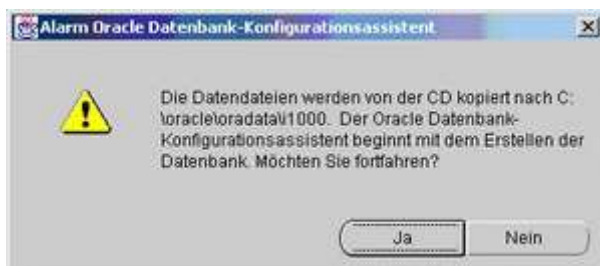 Alarm Oracle Datenbank-Konfigurationsassistent
Die Datendateien werden von der CD kopiert nach C:
\oracle\oradata\i1000. Der Oracle Datenbank-
Konfigurationsassistent beginnt mit dem Erstellen der
Datenbank. Möchten Sie fortfahren?
Ja
Nein